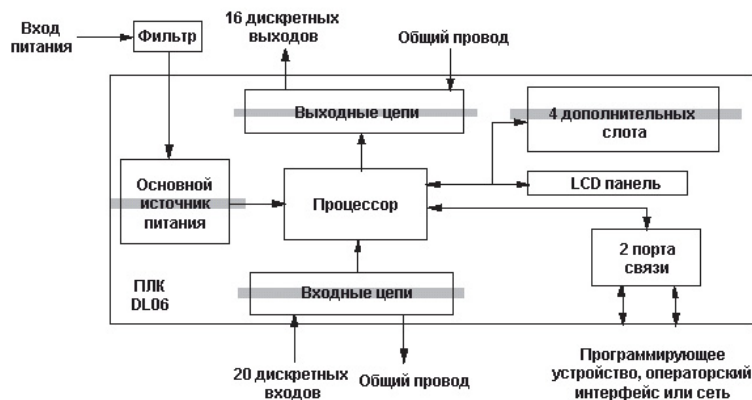 16 дискретных
выходов
Вход
питания
Фильтр
Общий провод
Выходные цепи
4 дополнительных
слота
Основной
источник
питания
Процессор
LCD панель
2 порта
связи
ПЛК
DL06
Входные цепи
20 дискретных
входов
Общий провод
Программирующее
устройство, операторский
интерфейс или сеть